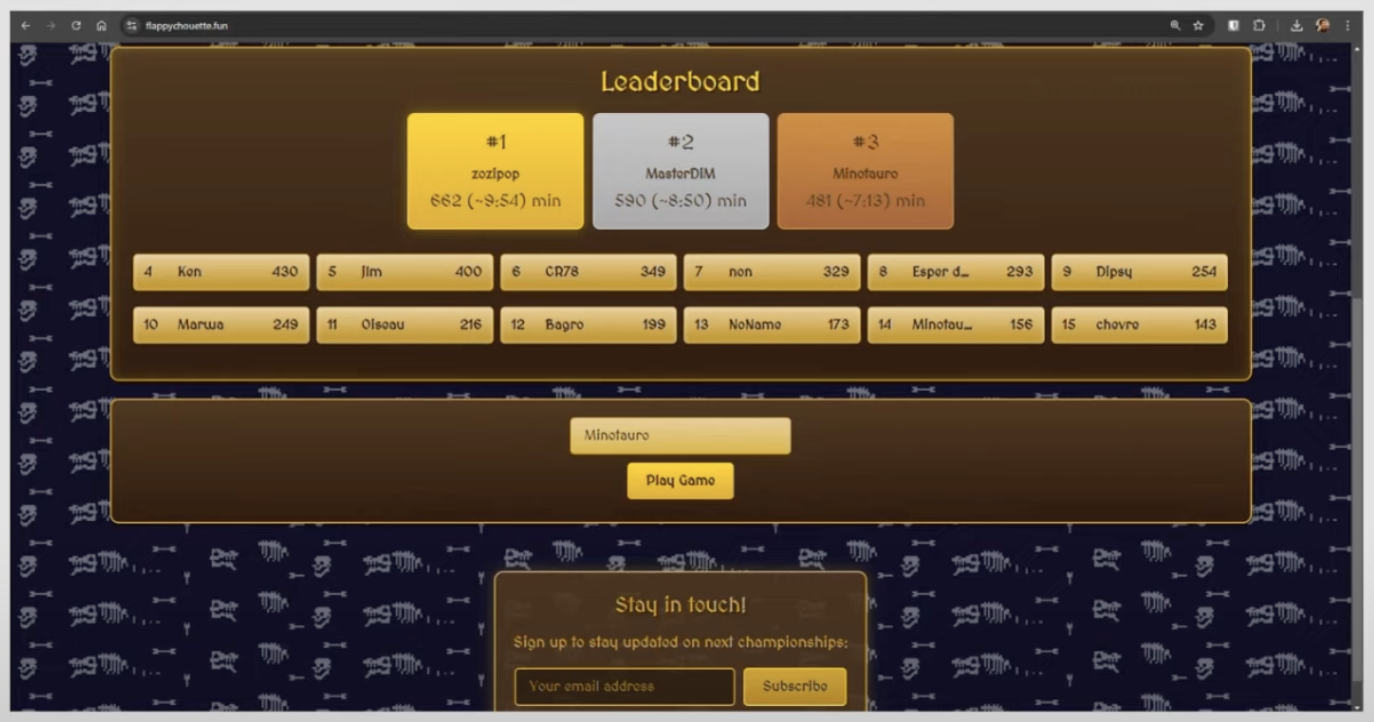 flappychouette.fun
Leaderboard
#1
zozipop
662 (~9:54) min
#2
MasterDIM
590 (~8:50) min
#3
Minotauro
481 (~7:13) min
4 Ken 430
5 Jim 400
6 CR78 349
7 non 329
8 Esper d... 293
9 Dipsy 254
10 Marwa 249
11 Oiseau 216
12 Bagro 199
13 NoName 173
14 Minotau... 156
15 chevre 143
Minotauro
Play Game
Stay in touch!
Sign up to stay updated on next championships:
Your email address
Subscribe